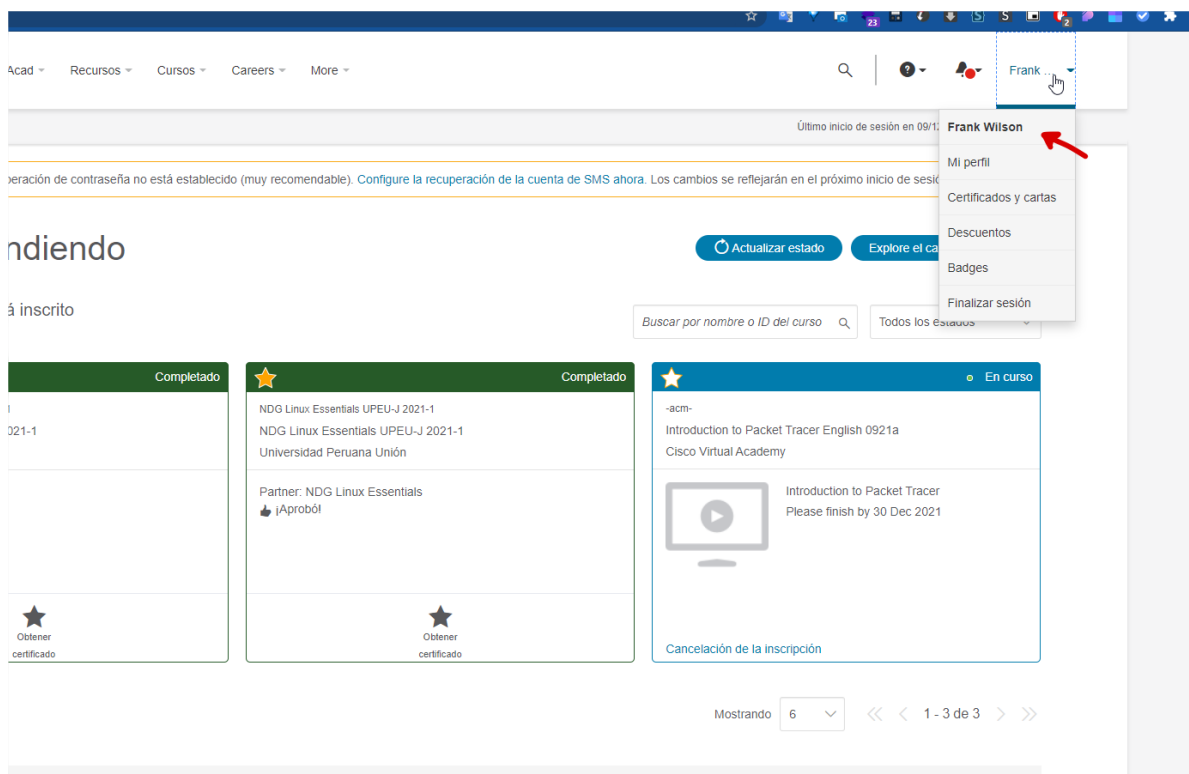 23
2
Acad
Recursos
Cursos
Careers
More
Frank ...
Último inicio de sesión en 09/1
Frank Wilson
Mi perfil
Certificados y cartas
Descuentos
Badges
Finalizar sesión
peración de contraseña no está establecido (muy recomendable). Configure la recuperación de la cuenta de SMS ahora. Los cambios se reflejarán en el próximo inicio de sesió
ndiendo
Actualizar estado
Explore el ca
á inscrito
Buscar por nombre o ID del curso
Todos los estados
Completado
021-1
Obtener
certificado
Completado
NDG Linux Essentials UPEU-J 2021-1
NDG Linux Essentials UPEU-J 2021-1
Universidad Peruana Unión
Partner: NDG Linux Essentials
¡Aprobó!
Obtener
certificado
En curso
-acm-
Introduction to Packet Tracer English 0921a
Cisco Virtual Academy
Introduction to Packet Tracer
Please finish by 30 Dec 2021
Cancelación de la inscripción
Mostrando 6 1 - 3 de 3